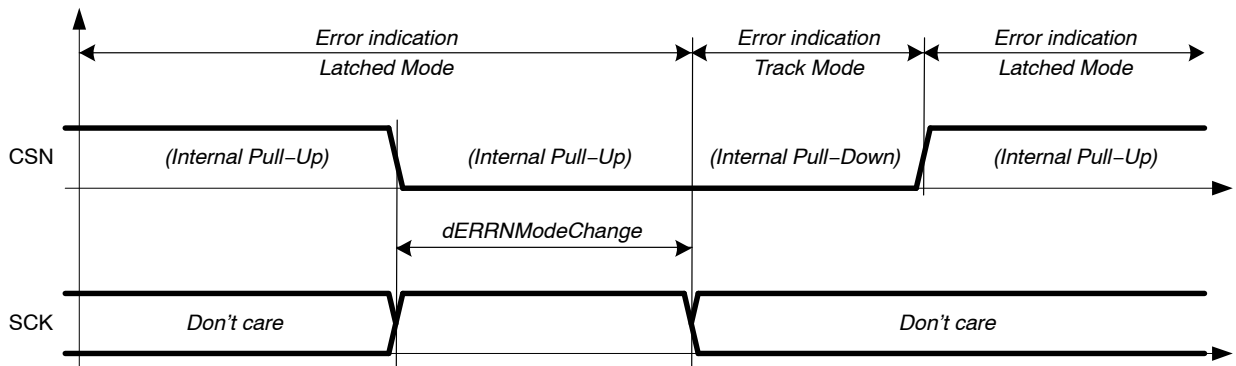 Error indication
Latched Mode
Error indication
Track Mode
Error indication
Latched Mode
CSN
(Internal Pull−Up)
(Internal Pull−Up)
(Internal Pull−Down)
(Internal Pull−Up)
dERRNModeChange
SCK
Don't care
Don't care